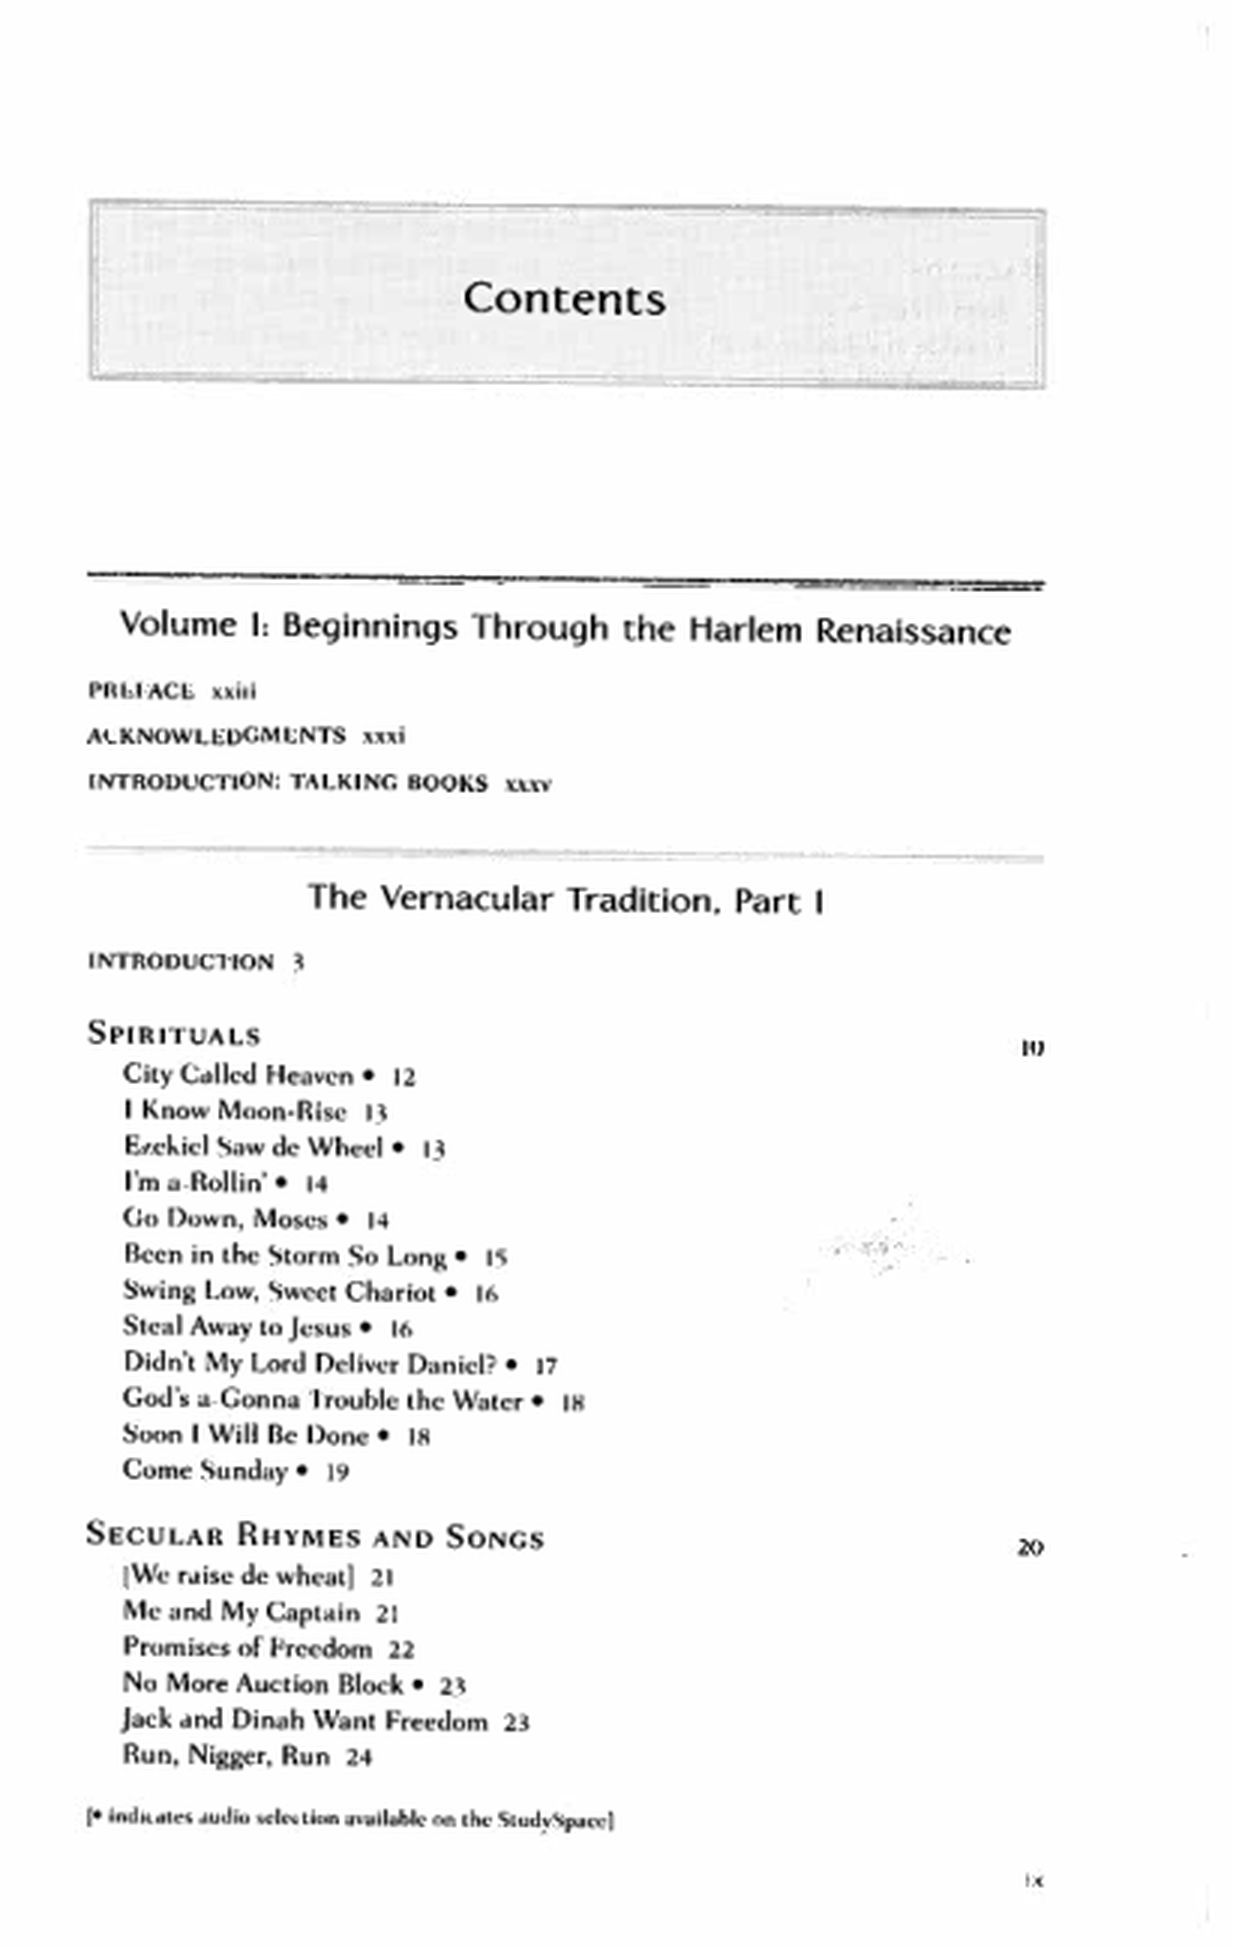 Contents
Volume I: Beginnings Through the Harlem Renaissance
PREFACE xxiii
ACKNOWLEDGMENTS xxxi
INTRODUCTION: TALKING BOOKS xxxv
The Vernacular Tradition, Part I
INTRODUCTION 3
SPIRITUALS 10
City Called Heaven • 12
I Know Moon-Rise 13
Ezekiel Saw de Wheel • 13
I'm a-Rollin' • 14
Go Down, Moses • 14
Been in the Storm So Long • 15
Swing Low, Sweet Chariot • 16
Steal Away to Jesus • 16
Didn't My Lord Deliver Daniel? • 17
God's a-Gonna Trouble the Water • 18
Soon I Will Be Done • 18
Come Sunday • 19
SECULAR RHYMES AND SONGS 20
[We raise de wheat] 21
Me and My Captain 21
Promises of Freedom 22
No More Auction Block • 23
Jack and Dinah Want Freedom 23
Run, Nigger, Run 24
[• indicates audio selection available on the StudySpace]
ix